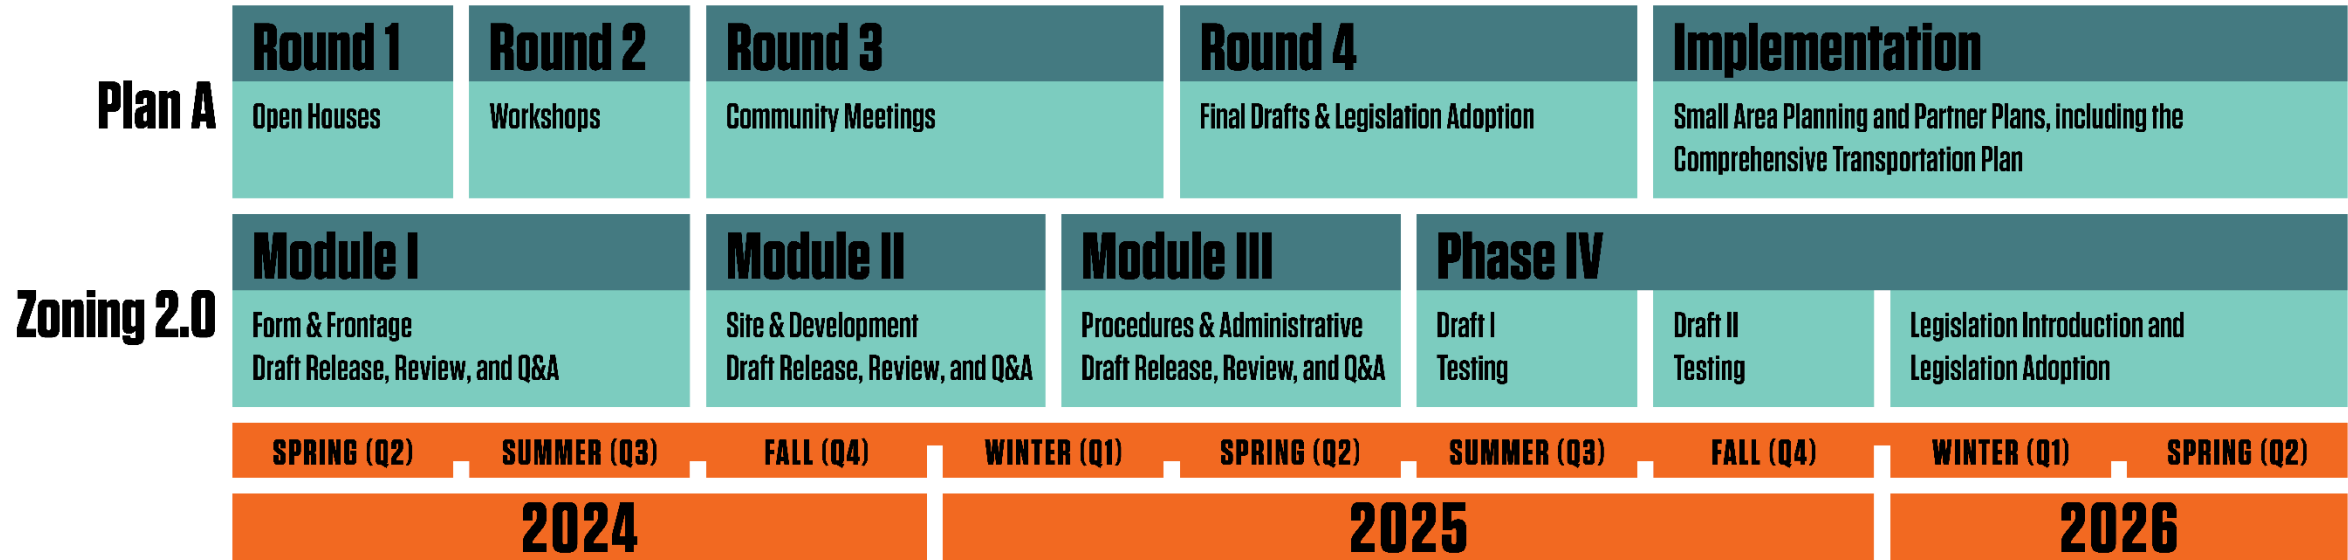 Plan A
Round 1
Open Houses
Round 2
Workshops
Round 3
Community Meetings
Round 4
Final Drafts & Legislation Adoption
Implementation
Small Area Planning and Partner Plans, including the
Comprehensive Transportation Plan
Zoning 2.0
Module I
Form & Frontage
Draft Release, Review, and Q&A
Module II
Site & Development
Draft Release, Review, and Q&A
Module III
Procedures & Administrative
Draft Release, Review, and Q&A
Phase IV
Draft I
Testing
Draft II
Testing
Legislation Introduction and
Legislation Adoption
SPRING (Q2)
SUMMER (Q3)
FALL (Q4)
WINTER (Q1)
SPRING (Q2)
SUMMER (Q3)
FALL (Q4)
WINTER (Q1)
SPRING (Q2)
2024
2025
2026